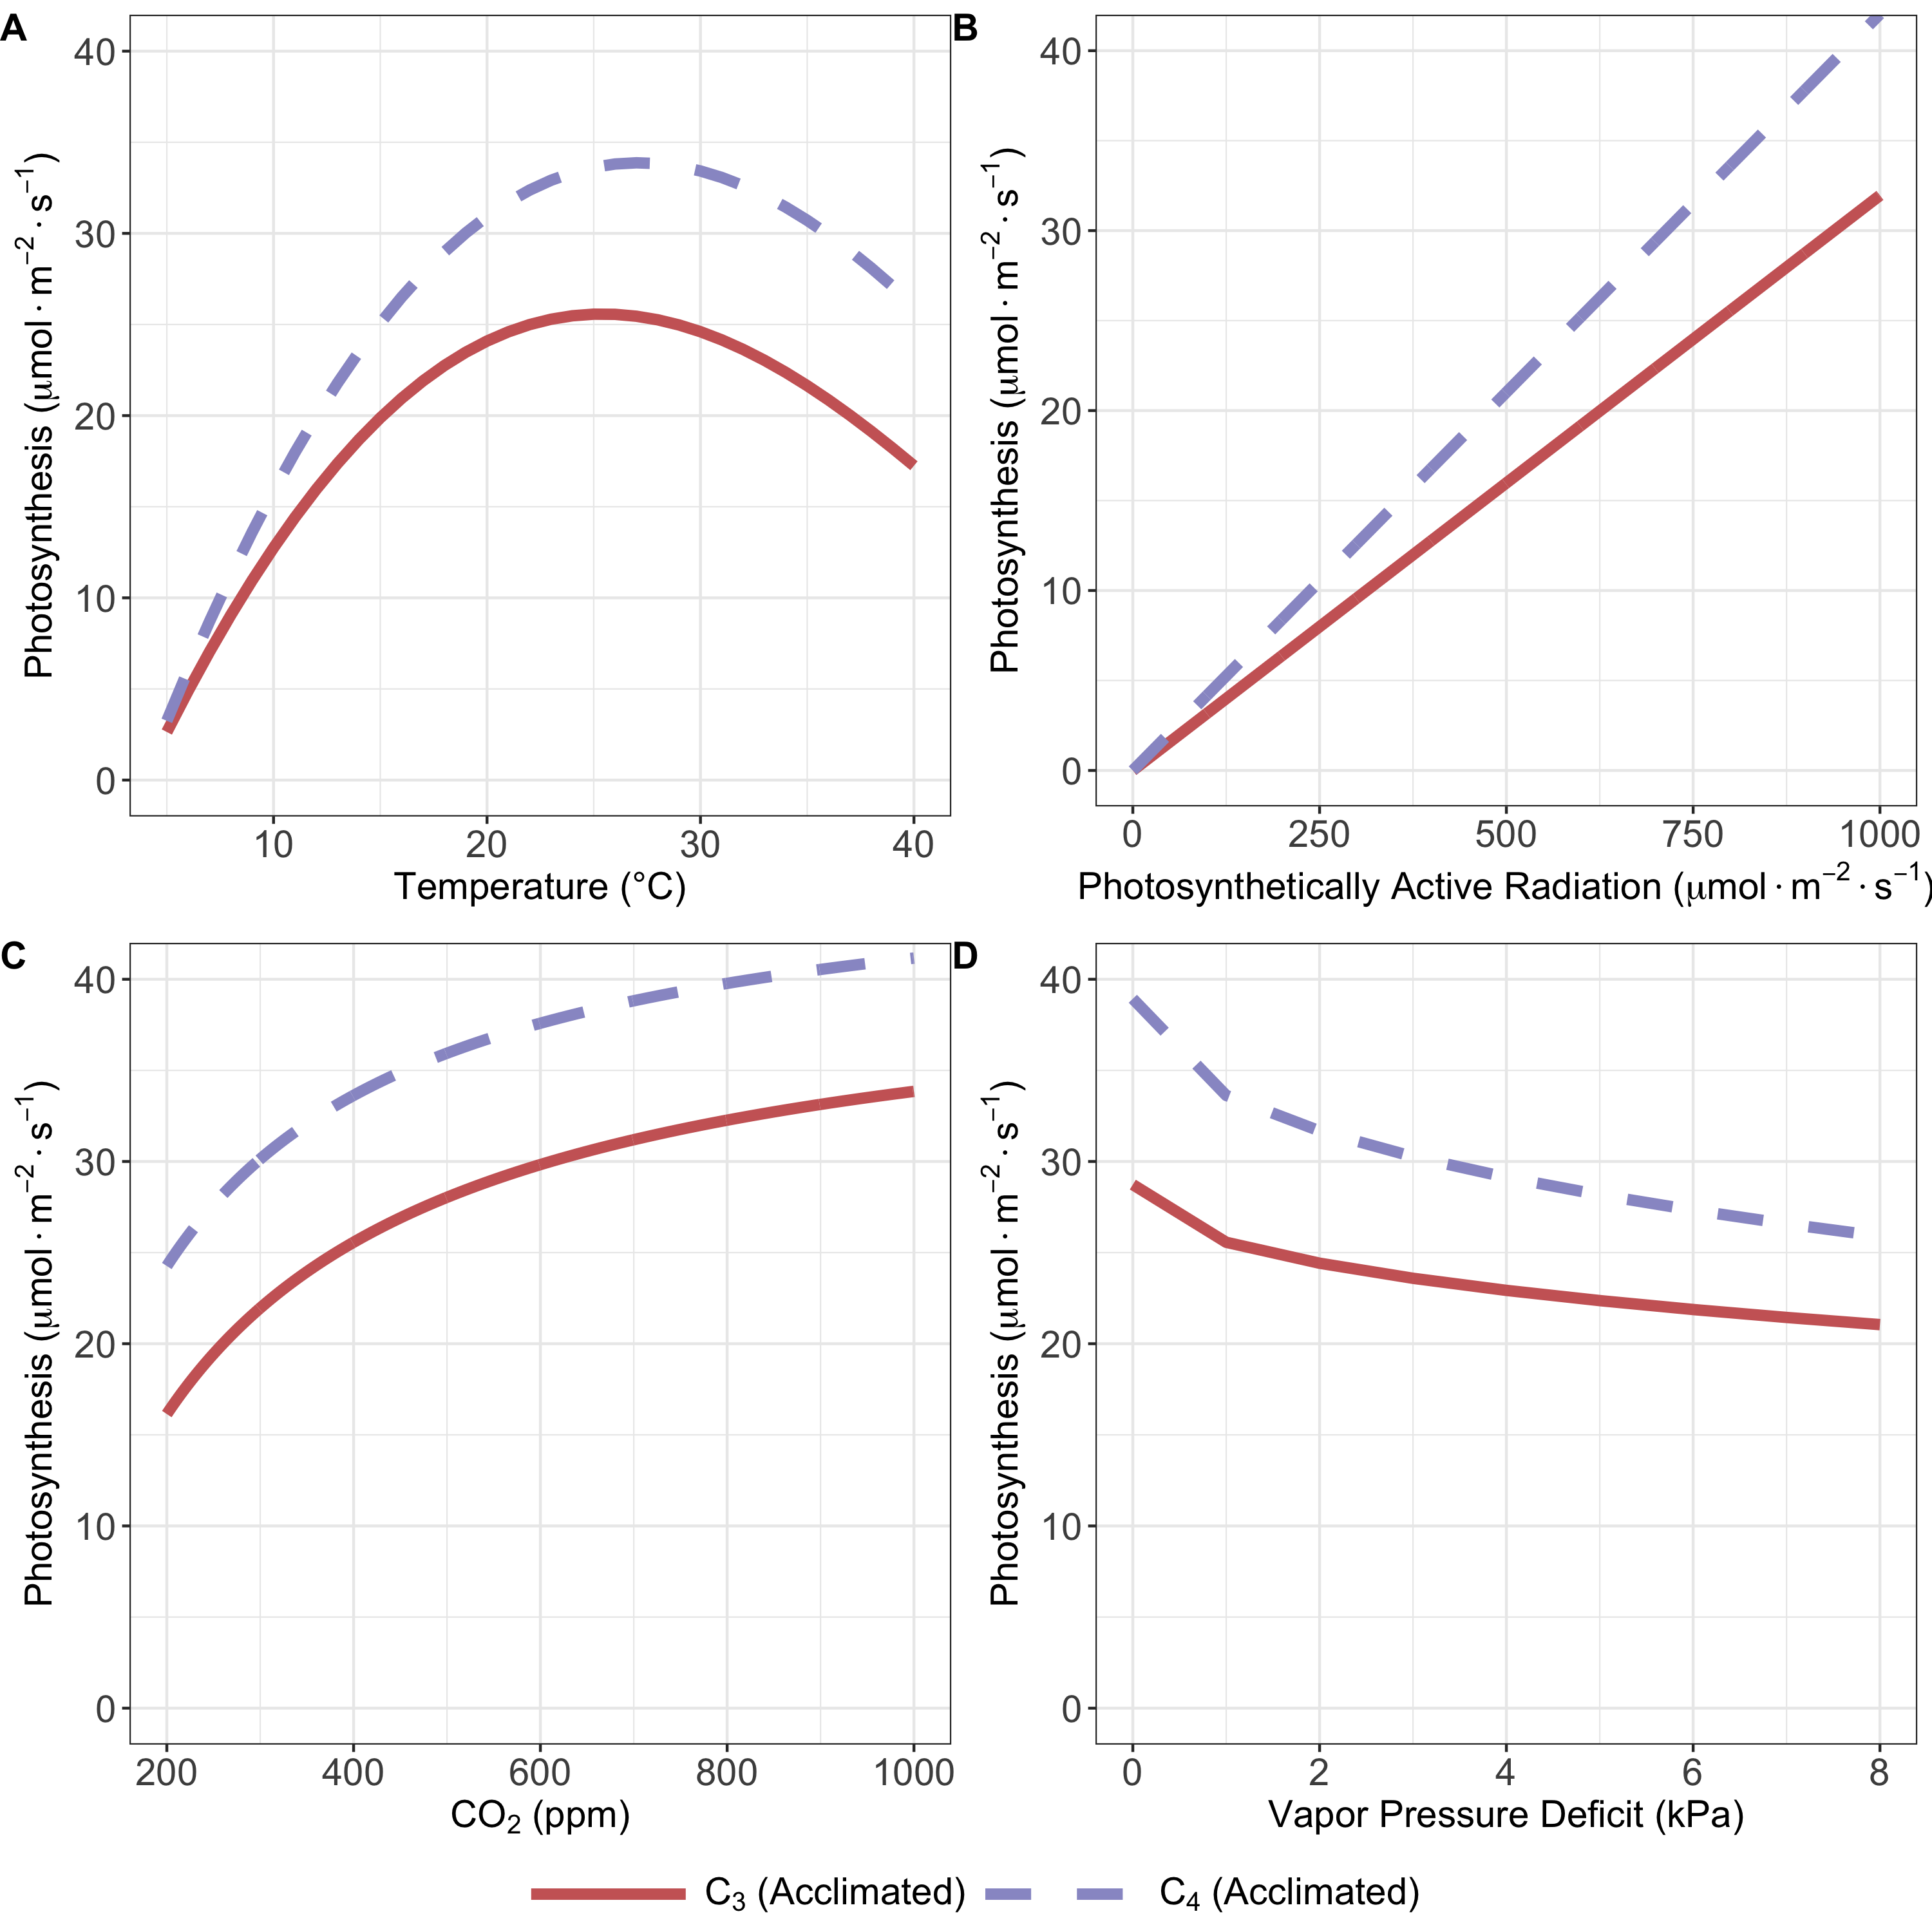 A
Photosynthesis (μmol · m⁻² · s⁻¹)
40
30
20
10
0
10 20 30 40
Temperature (°C)
B
Photosynthesis (μmol · m⁻² · s⁻¹)
40
30
20
10
0
0 250 500 750 1000
Photosynthetically Active Radiation (μmol · m⁻² · s⁻¹)
C
Photosynthesis (μmol · m⁻² · s⁻¹)
40
30
20
10
0
200 400 600 800 1000
CO₂ (ppm)
D
Photosynthesis (μmol · m⁻² · s⁻¹)
40
30
20
10
0
0 2 4 6 8
Vapor Pressure Deficit (kPa)
C₃ (Acclimated) C₄ (Acclimated)